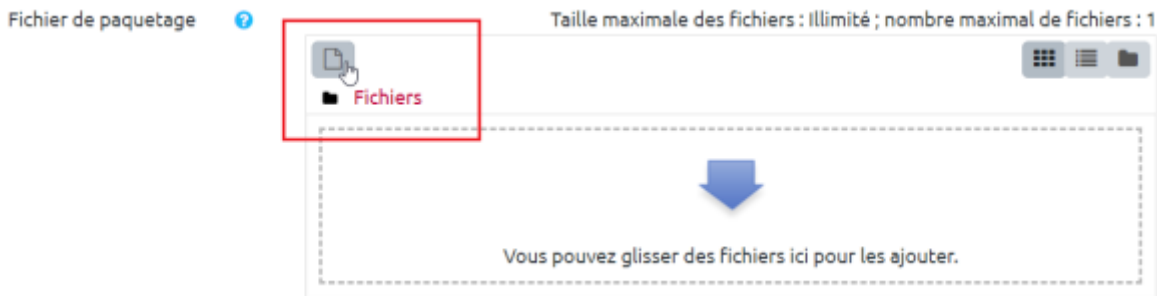 Fichier de paquetage
Taille maximale des fichiers : Illimité ; nombre maximal de fichiers : 1
Fichiers
Vous pouvez glisser des fichiers ici pour les ajouter.